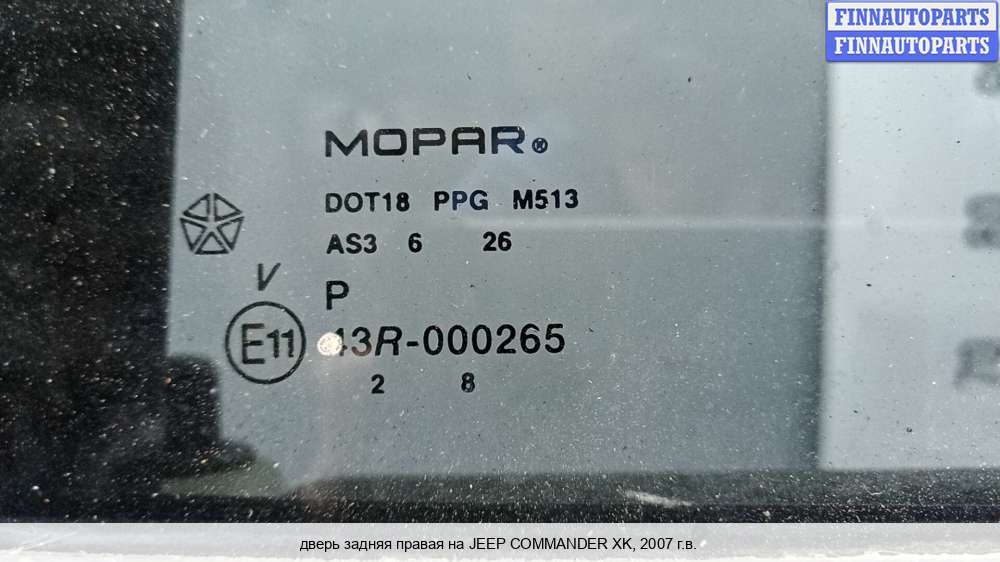 FINNAUTOPARTS
FINNAUTOPARTS
MOPAR®
DOT18 PPG M513
AS3 6 26
V
P
E11 43R-000265
2 8
дверь задняя правая на JEEP COMMANDER XK, 2007 г.в.